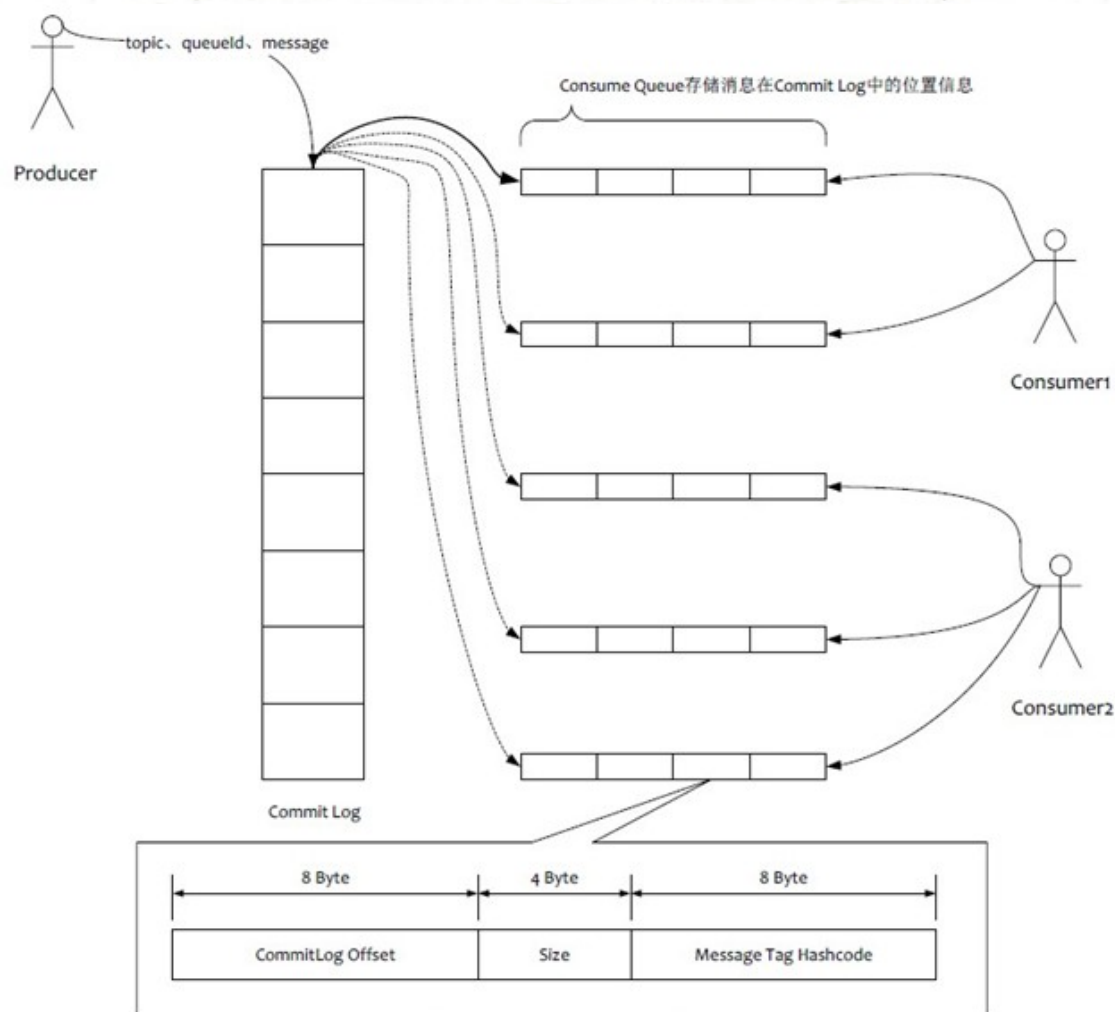 topic、queueId、message
Consume Queue存储消息在Commit Log中的位置信息
Producer
Consumer1
Consumer2
Commit Log
8 Byte
4 Byte
8 Byte
CommitLog Offset
Size
Message Tag Hashcode